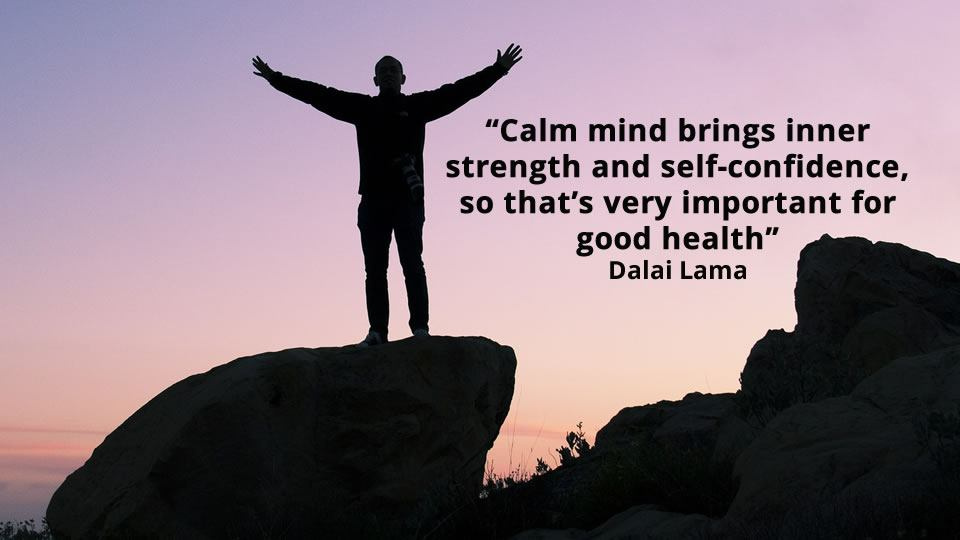 “Calm mind brings inner
strength and self-confidence,
so that’s very important for
good health”
Dalai Lama